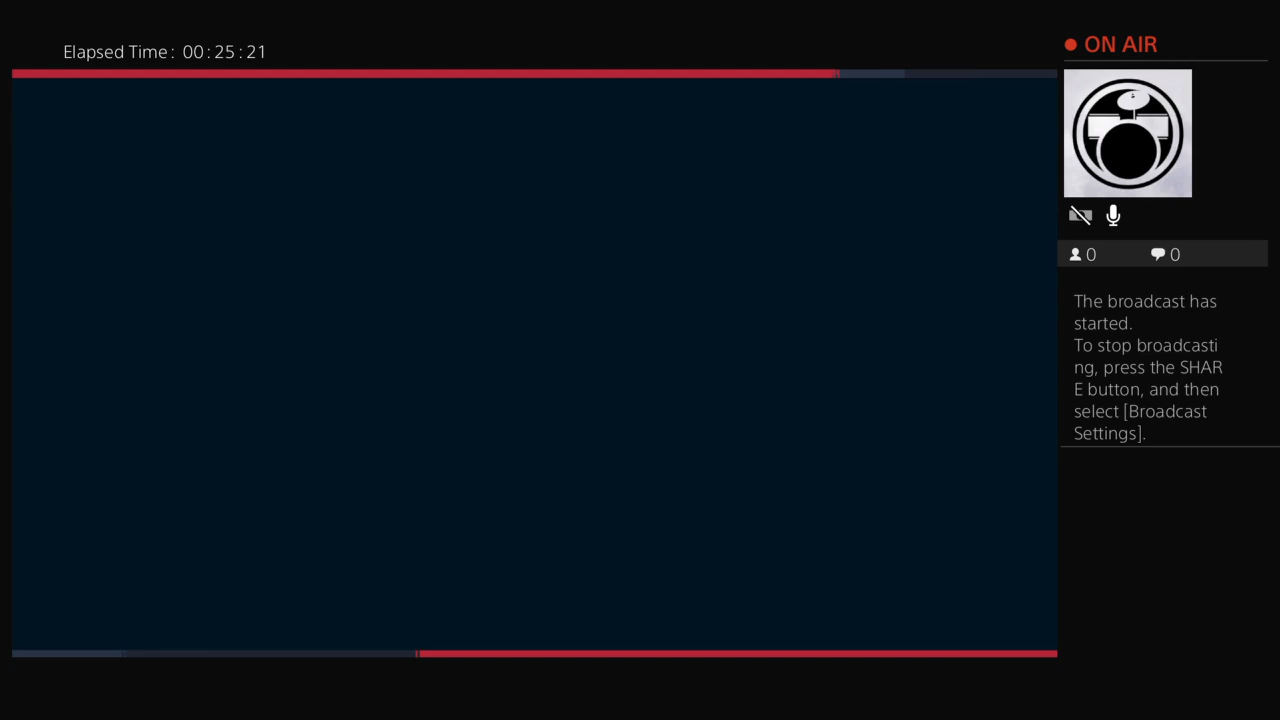 Elapsed Time: 00:25:21
ON AIR
0 0
The broadcast has
started.
To stop broadcasti
ng, press the SHAR
E button, and then
select [Broadcast
Settings].